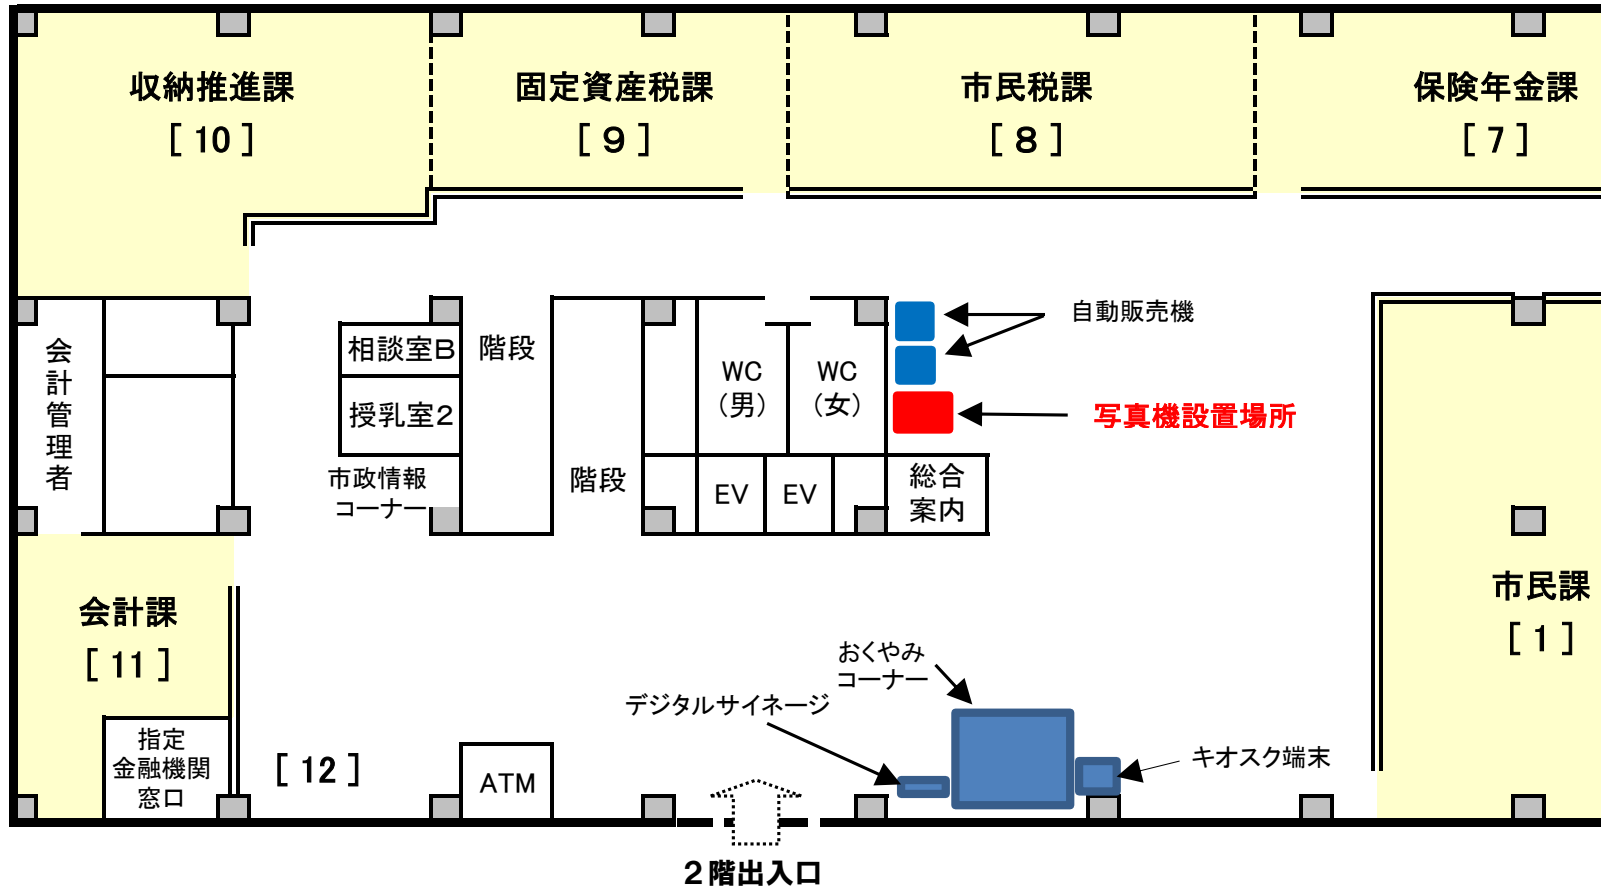 収納推進課
[ 10 ]
固定資産税課
[ 9 ]
市民税課
[ 8 ]
保険年金課
[ 7 ]
会計管理者
相談室B
授乳室2
市政情報
コーナー
階段
階段
WC
(男)
WC
(女)
EV
EV
総合
案内
自動販売機
写真機設置場所
市民課
[ 1 ]
会計課
[ 11 ]
指定
金融機関
窓口
[ 12 ]
ATM
デジタルサイネージ
おくやみ
コーナー
キオスク端末
2階出入口